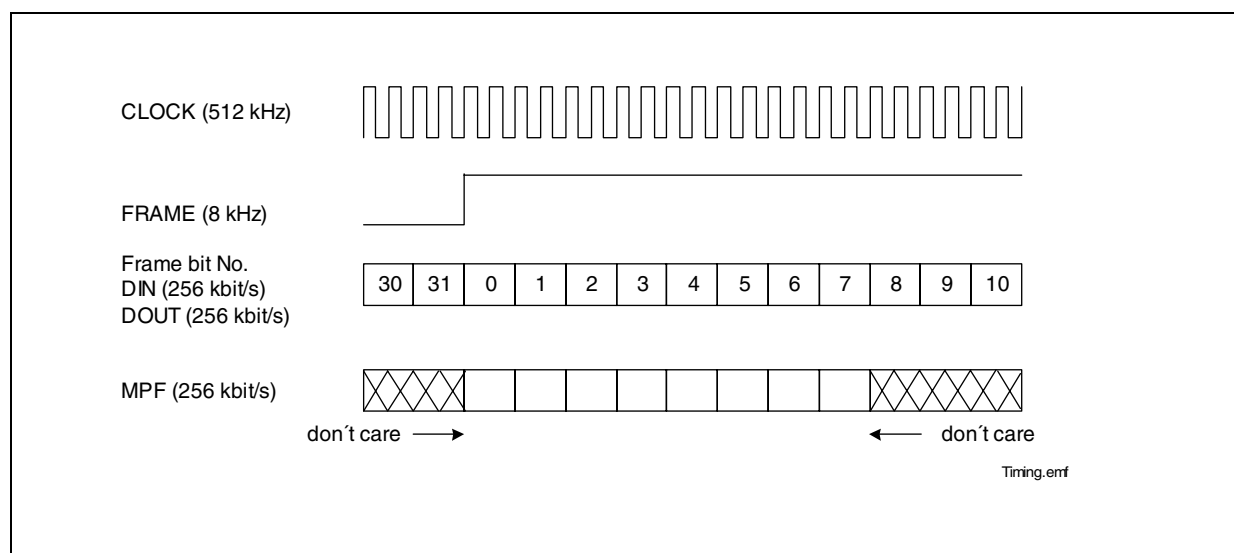 CLOCK (512 kHz)
FRAME (8 kHz)
Frame bit No.
DIN (256 kbit/s)
DOUT (256 kbit/s)
30 31 0 1 2 3 4 5 6 7 8 9 10
MPF (256 kbit/s)
don´t care
don´t care
Timing.emf